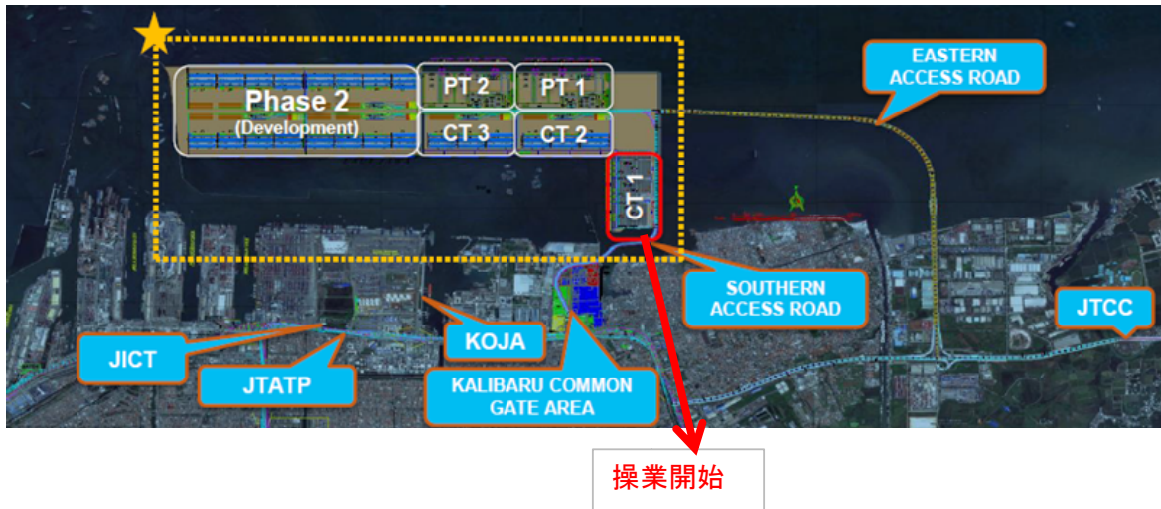 EASTERN
ACCESS ROAD
PT 2
PT 1
Phase 2
(Development)
CT 3
CT 2
CT 1
SOUTHERN
ACCESS ROAD
JTCC
KOJA
JICT
JTATP
KALIBARU COMMON
GATE AREA
操業開始